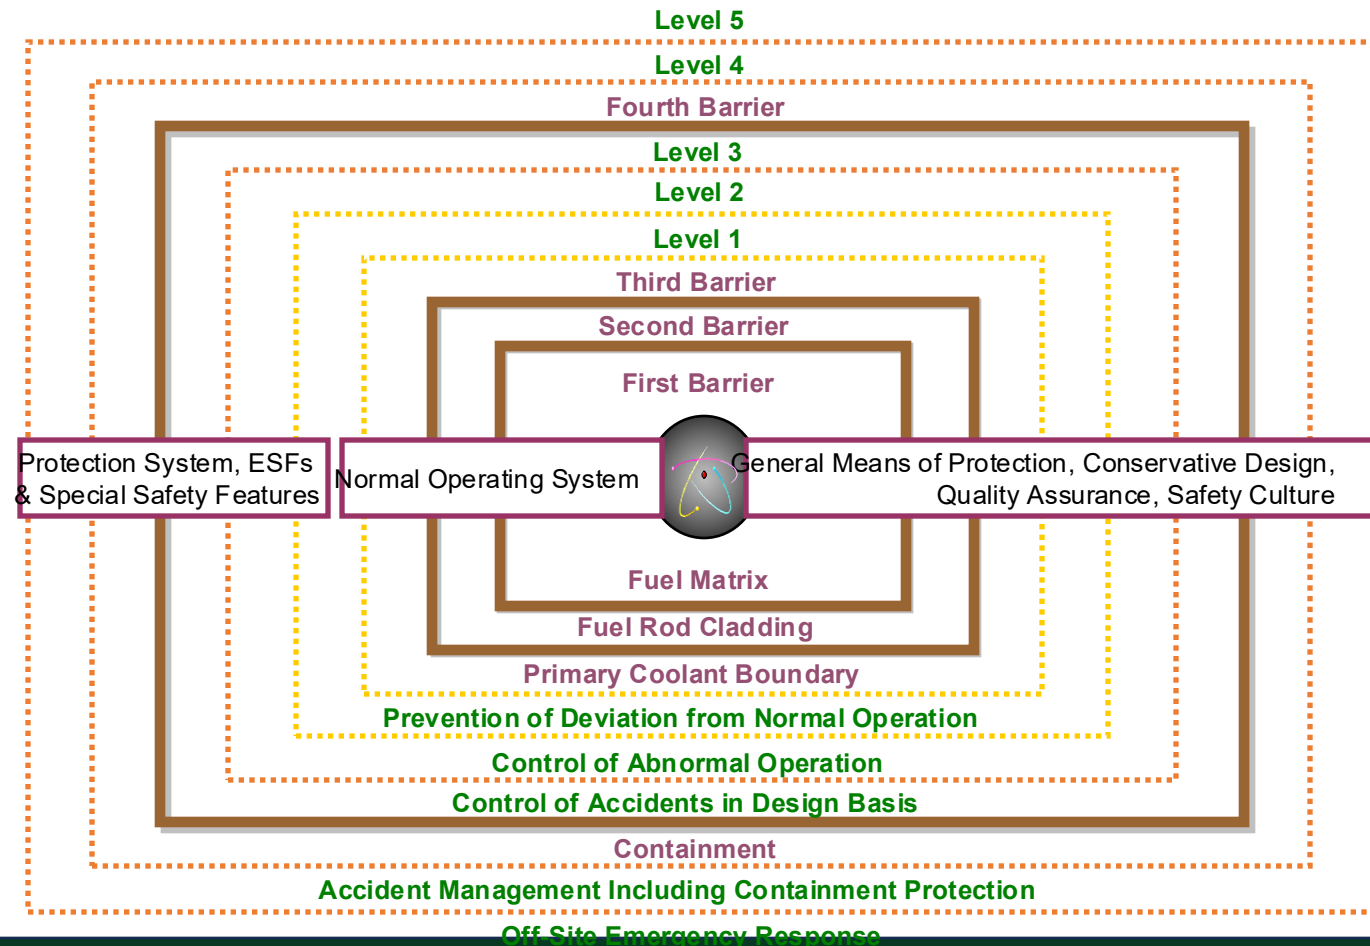 Level 5
Level 4
Fourth Barrier
Level 3
Level 2
Level 1
Third Barrier
Second Barrier
First Barrier
Protection System, ESFs
& Special Safety Features
Normal Operating System
General Means of Protection, Conservative Design,
Quality Assurance, Safety Culture
Fuel Matrix
Fuel Rod Cladding
Primary Coolant Boundary
Prevention of Deviation from Normal Operation
Control of Abnormal Operation
Control of Accidents in Design Basis
Containment
Accident Management Including Containment Protection
Off-Site Emergency Response